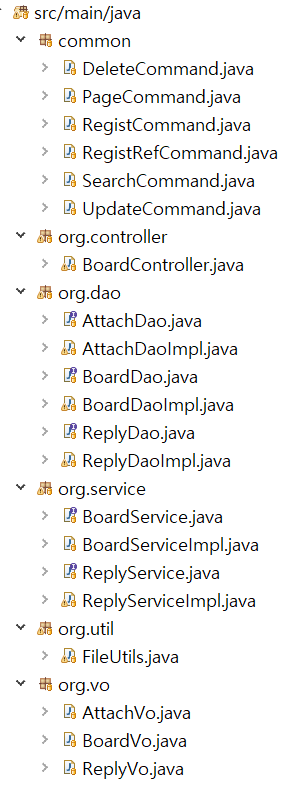 src/main/java
common
DeleteCommand.java
PageCommand.java
RegistCommand.java
RegistRefCommand.java
SearchCommand.java
UpdateCommand.java
org.controller
BoardController.java
org.dao
AttachDao.java
AttachDaoImpl.java
BoardDao.java
BoardDaoImpl.java
ReplyDao.java
ReplyDaoImpl.java
org.service
BoardService.java
BoardServiceImpl.java
ReplyService.java
ReplyServiceImpl.java
org.util
FileUtils.java
org.vo
AttachVo.java
BoardVo.java
ReplyVo.java